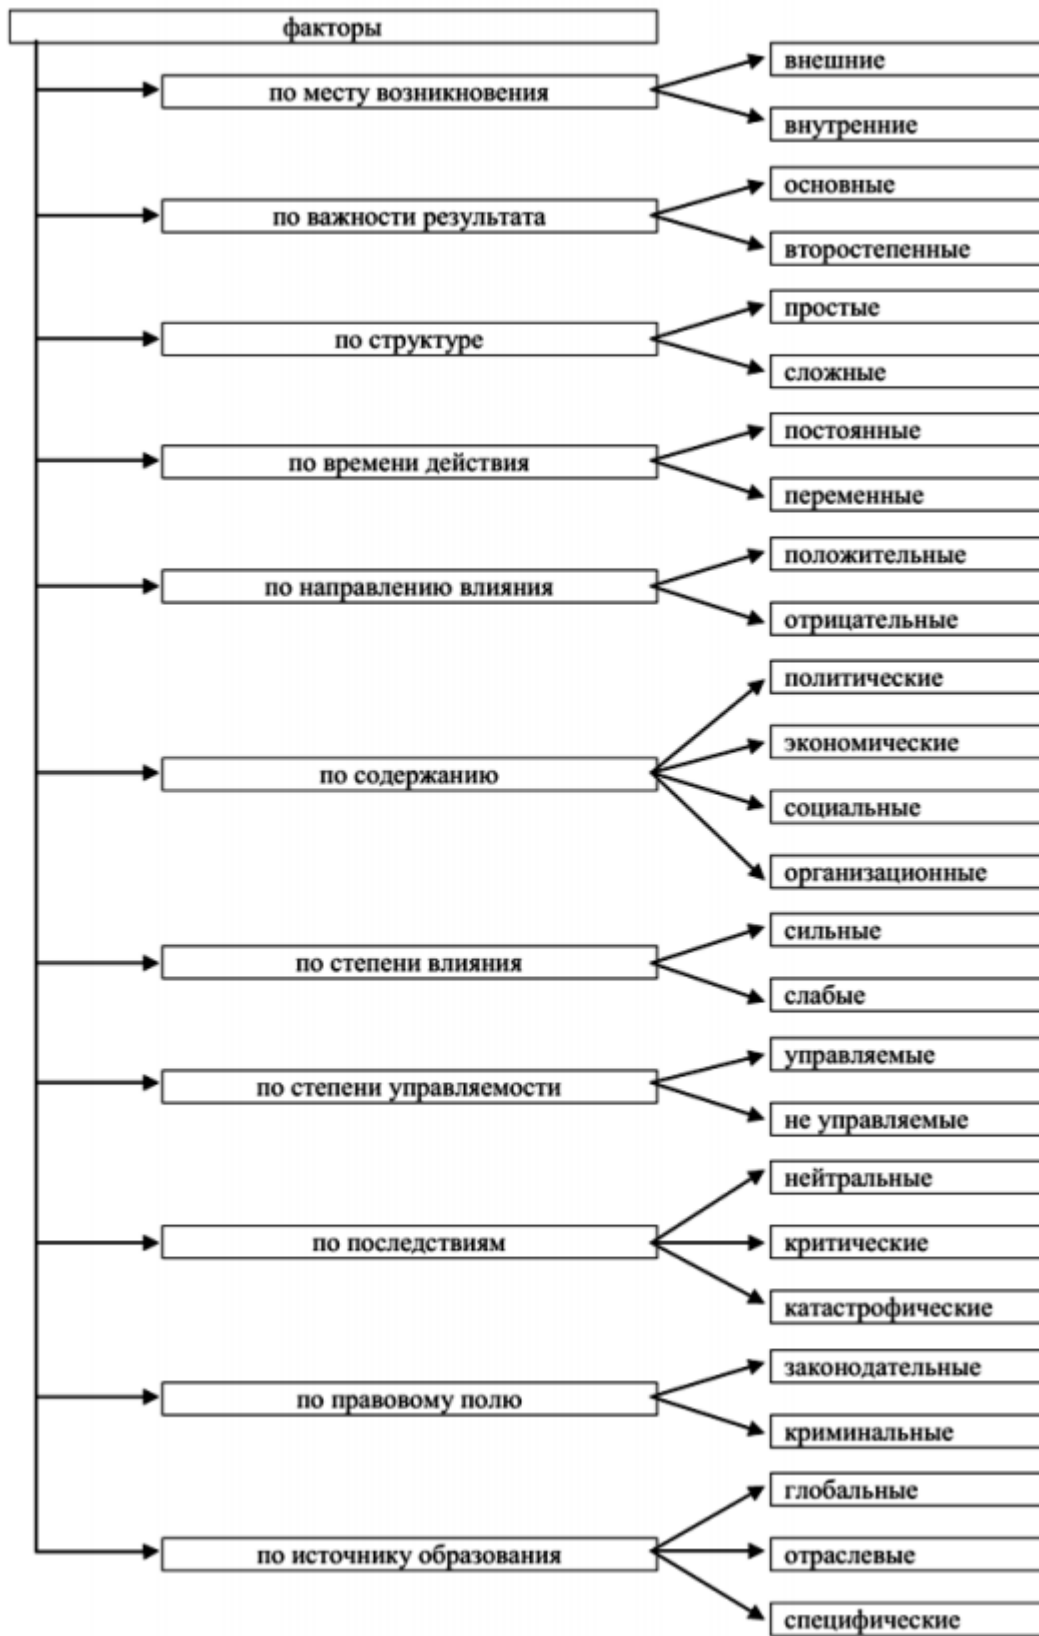 факторы
по месту возникновения
внешние
внутренние
по важности результата
основные
второстепенные
по структуре
простые
сложные
по времени действия
постоянные
переменные
по направлению влияния
положительные
отрицательные
по содержанию
политические
экономические
социальные
организационные
по степени влияния
сильные
слабые
по степени управляемости
управляемые
не управляемые
по последствиям
нейтральные
критические
катастрофические
по правовому полю
законодательные
криминальные
по источнику образования
глобальные
отраслевые
специфические